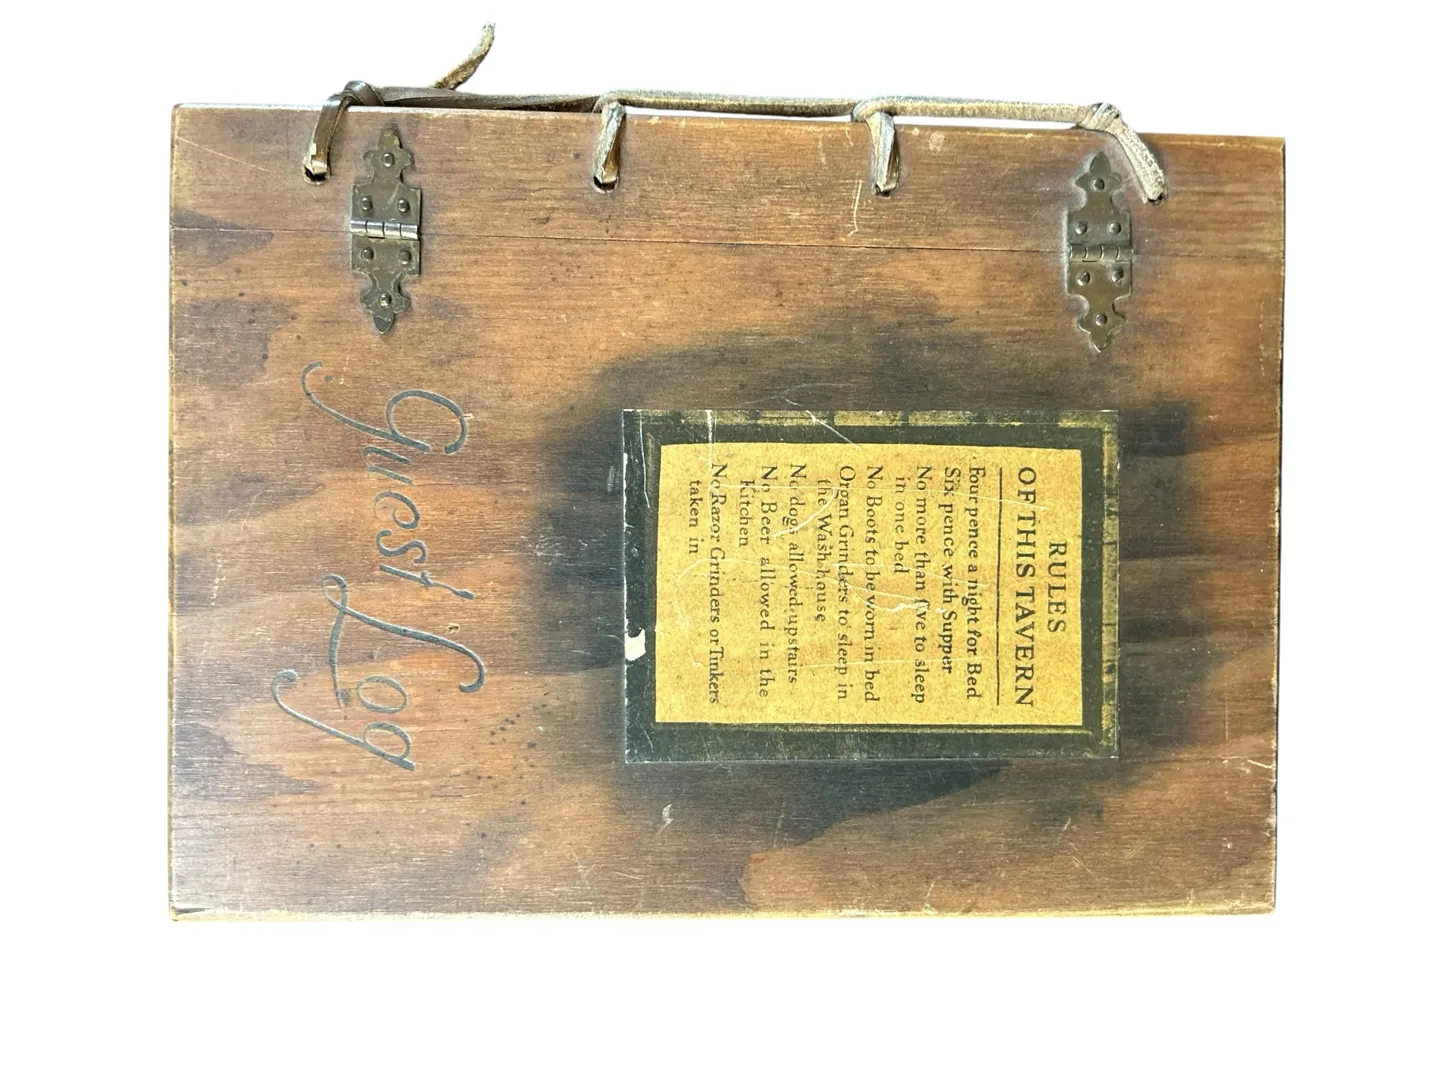 RULES
OF THIS TAVERN
Four pence a night for Bed
Six pence with Supper
No more than five to sleep
in one bed
No Boots to be worn in bed
Organ Grinders to sleep in
the Wash-house
No dogs allowed upstairs
No Beer allowed in the
Kitchen
No Razor Grinders or Tinkers
taken in
Guest Log